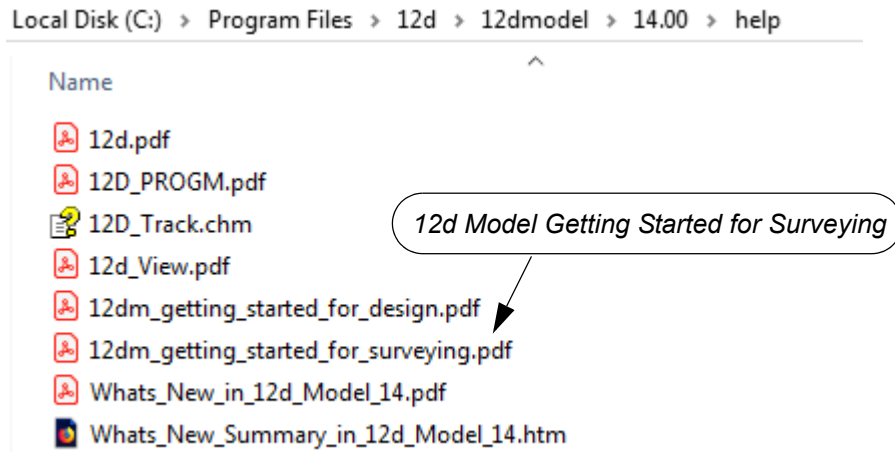 Local Disk (C:) > Program Files > 12d > 12dmodel > 14.00 > help
Name
12d.pdf
12D_PROGM.pdf
12D_Track.chm
12d Model Getting Started for Surveying
12d_View.pdf
12dm_getting_started_for_design.pdf
12dm_getting_started_for_surveying.pdf
Whats_New_in_12d_Model_14.pdf
Whats_New_Summary_in_12d_Model_14.htm